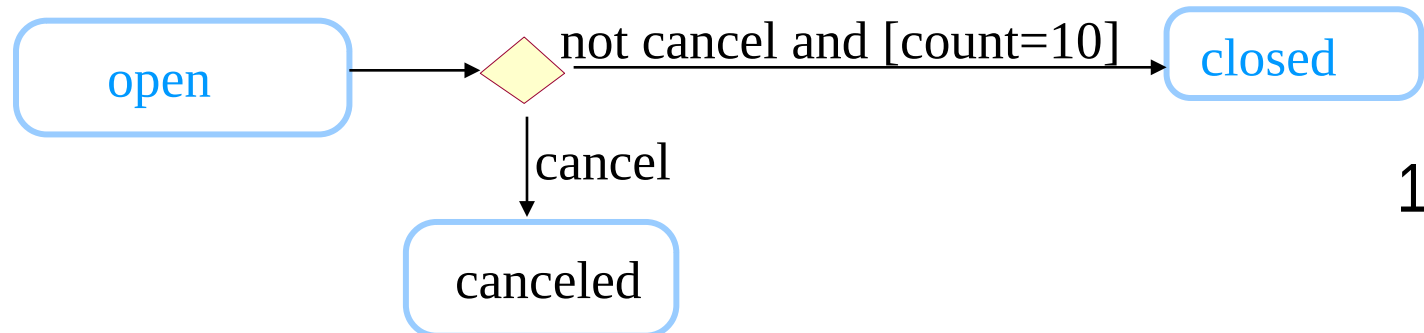 open
not cancel and [count=10]
closed
cancel
1
canceled